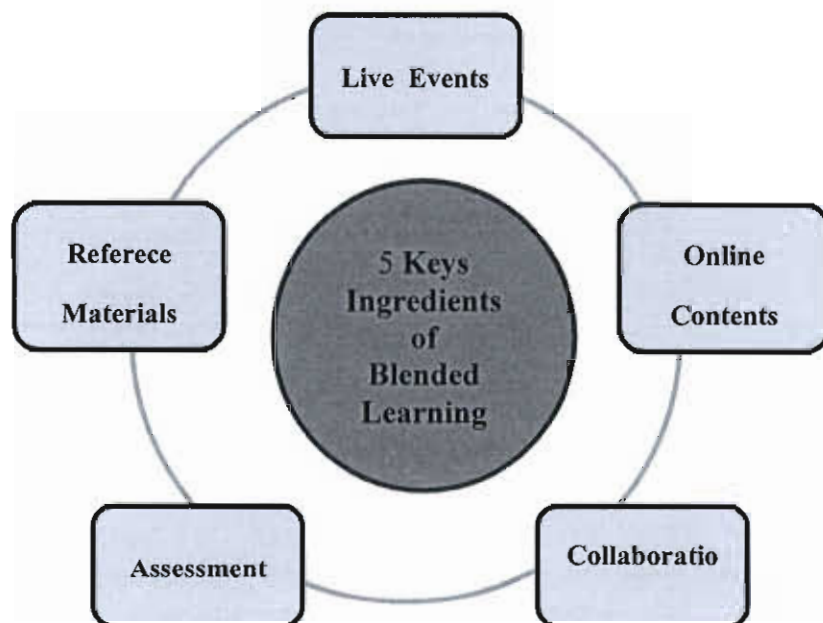 Live Events
Referece
Materials
5 Keys
Ingredients
of
Blended
Learning
Online
Contents
Assessment
Collaboratio